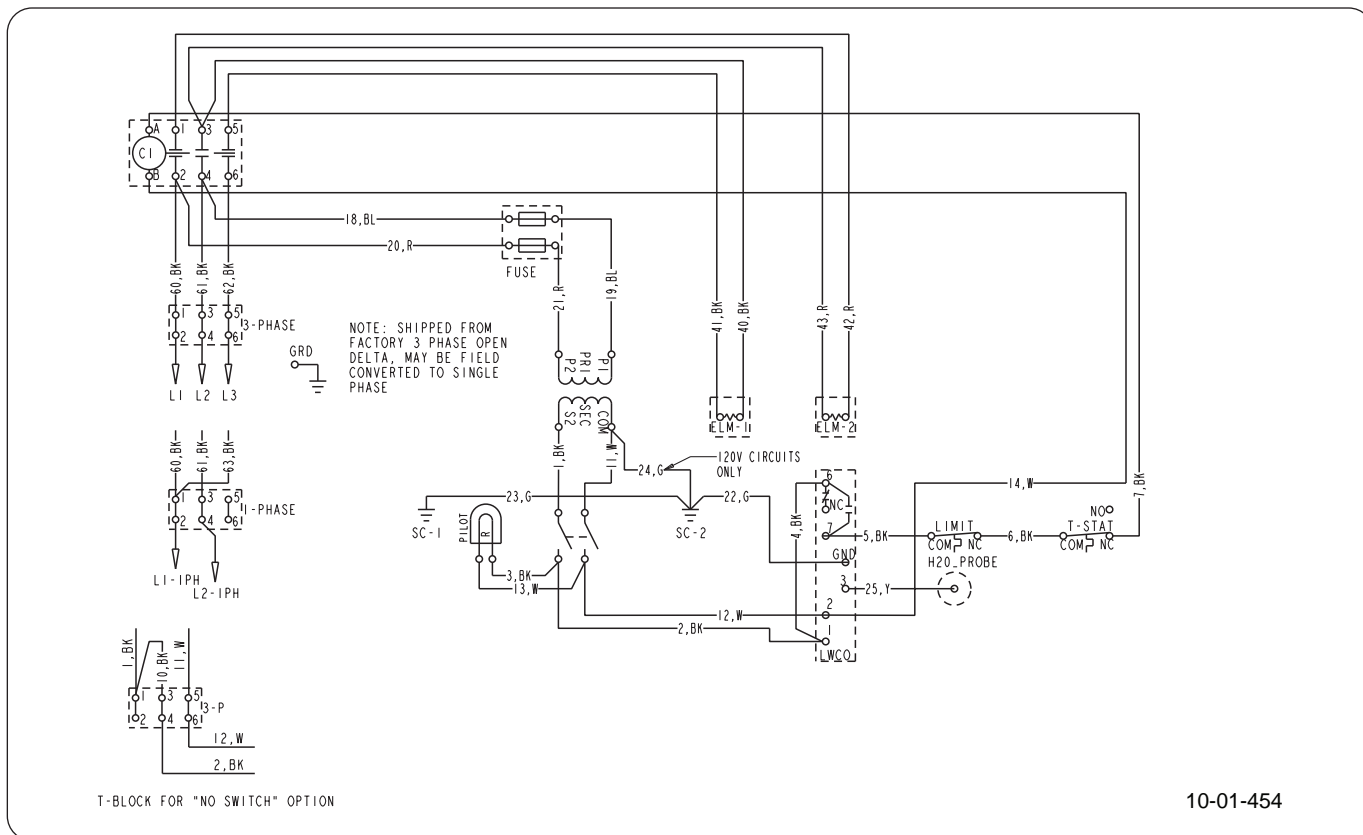 A 1 3 5
C1
B 2 4 6
18,BL
20,R
FUSE
60,BK 61,BK 62,BK
21,R 19,BL
41,BK 40,BK 43,R 42,R
1 3 5
3-PHASE
2 4 6
L1 L2 L3
GRD
NOTE: SHIPPED FROM
FACTORY 3 PHASE OPEN
DELTA, MAY BE FIELD
CONVERTED TO SINGLE
PHASE
P2 PRI P1
S2 SEC COM
ELM-1 ELM-2
60,BK 61,BK 63,BK
1,BK 11,W
24,G
120V CIRCUITS
ONLY
1 3 5
1-PHASE
2 4 6
L1-1PH
L2-1PH
23,G
22,G
SC-1
SC-2
PILOT
R
3,BK
13,W
4,BK
6
NC
7
GND
3
2
1
LWCO
14,W
7,BK
5,BK
LIMIT
COM NC
6,BK
NO
T-STAT
COM NC
H2O_PROBE
25,Y
12,W
2,BK
1,BK 10,BK 11,W
1 3 5
3-P
2 4 6
12,W
2,BK
T-BLOCK FOR "NO SWITCH" OPTION
10-01-454